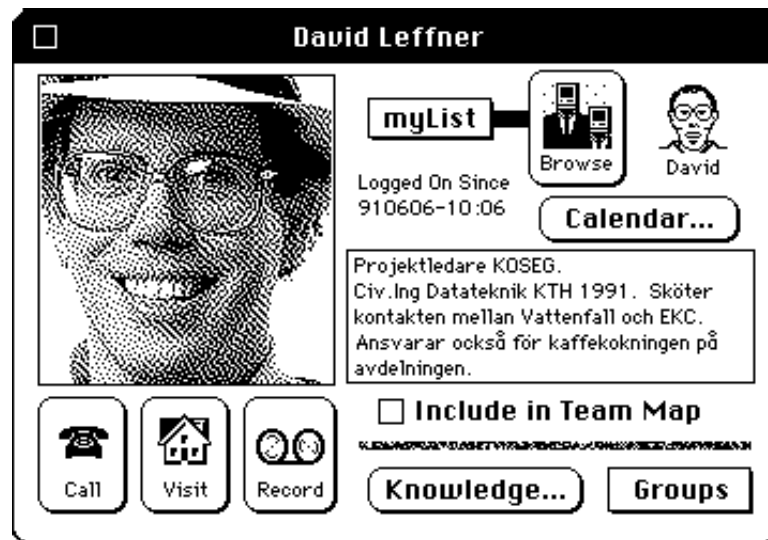 David Leffner
myList
Browse
David
Logged On Since
910606-10:06
Calendar...
Projektledare KOSEG.
Civ.Ing Datateknik KTH 1991. Sköter
kontakten mellan Vattenfall och EKC.
Ansvarar också för kaffekokningen på
avdelningen.
Include in Team Map
Call
Visit
Record
Knowledge...
Groups